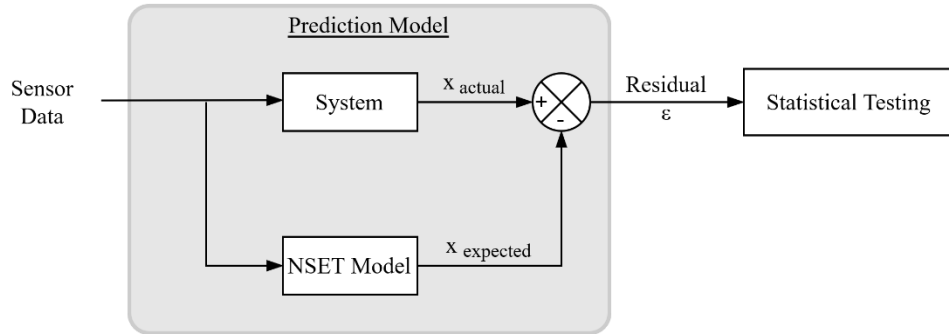 Prediction Model
Sensor
Data
System
x actual
+
-
Residual
ε
Statistical Testing
NSET Model
x expected